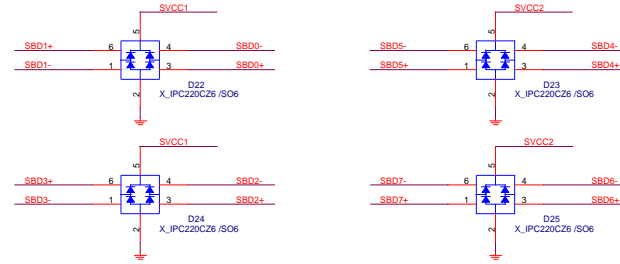 SVCC1
5
SBD1+ 6 4 SBD0-
SBD1- 1 3 SBD0+
2
D22
X_IPC220CZ6 /SO6
SVCC2
5
SBD5- 6 4 SBD4-
SBD5+ 1 3 SBD4+
2
D23
X_IPC220CZ6 /SO6
SVCC1
5
SBD3+ 6 4 SBD2-
SBD3- 1 3 SBD2+
2
D24
X_IPC220CZ6 /SO6
SVCC2
5
SBD7- 6 4 SBD6-
SBD7+ 1 3 SBD6+
2
D25
X_IPC220CZ6 /SO6